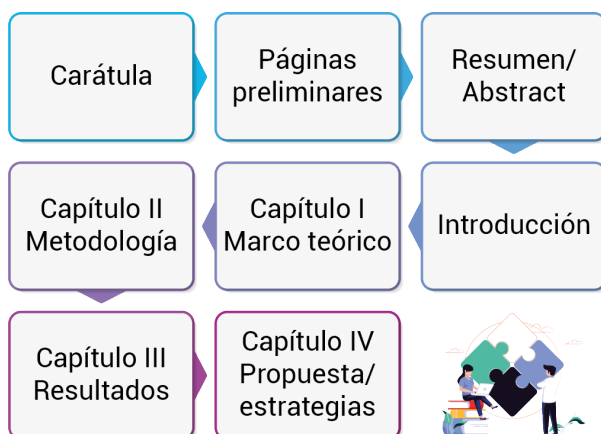 Carátula
Páginas
preliminares
Resumen/
Abstract
Introducción
Capítulo I
Marco teórico
Capítulo II
Metodología
Capítulo III
Resultados
Capítulo IV
Propuesta/
estrategias